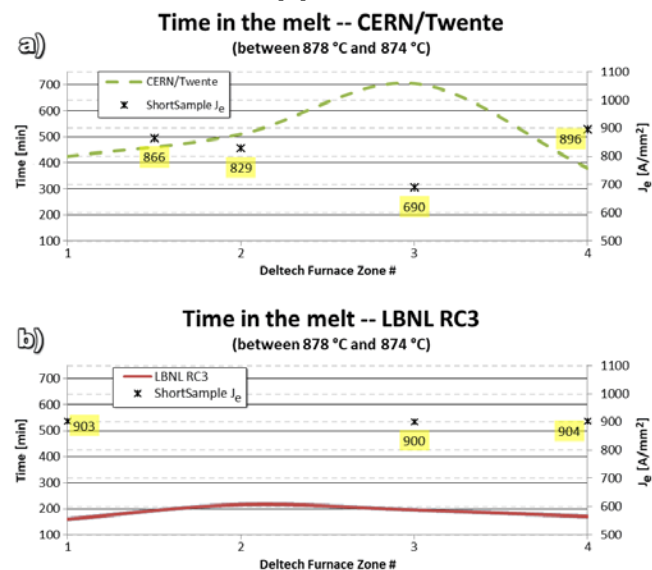 a)
Time in the melt -- CERN/Twente
(between 878 °C and 874 °C)
CERN/Twente
ShortSample Je
Time [min]
700
600
500
400
300
200
100
1100
1000
900
800
700
600
500
Je [A/mm²]
866
829
690
896
1 2 3 4
Deltech Furnace Zone #
b)
Time in the melt -- LBNL RC3
(between 878 °C and 874 °C)
LBNL RC3
ShortSample Je
Time [min]
700
600
500
400
300
200
100
1100
1000
900
800
700
600
500
Je [A/mm²]
903
900
904
1 2 3 4
Deltech Furnace Zone #